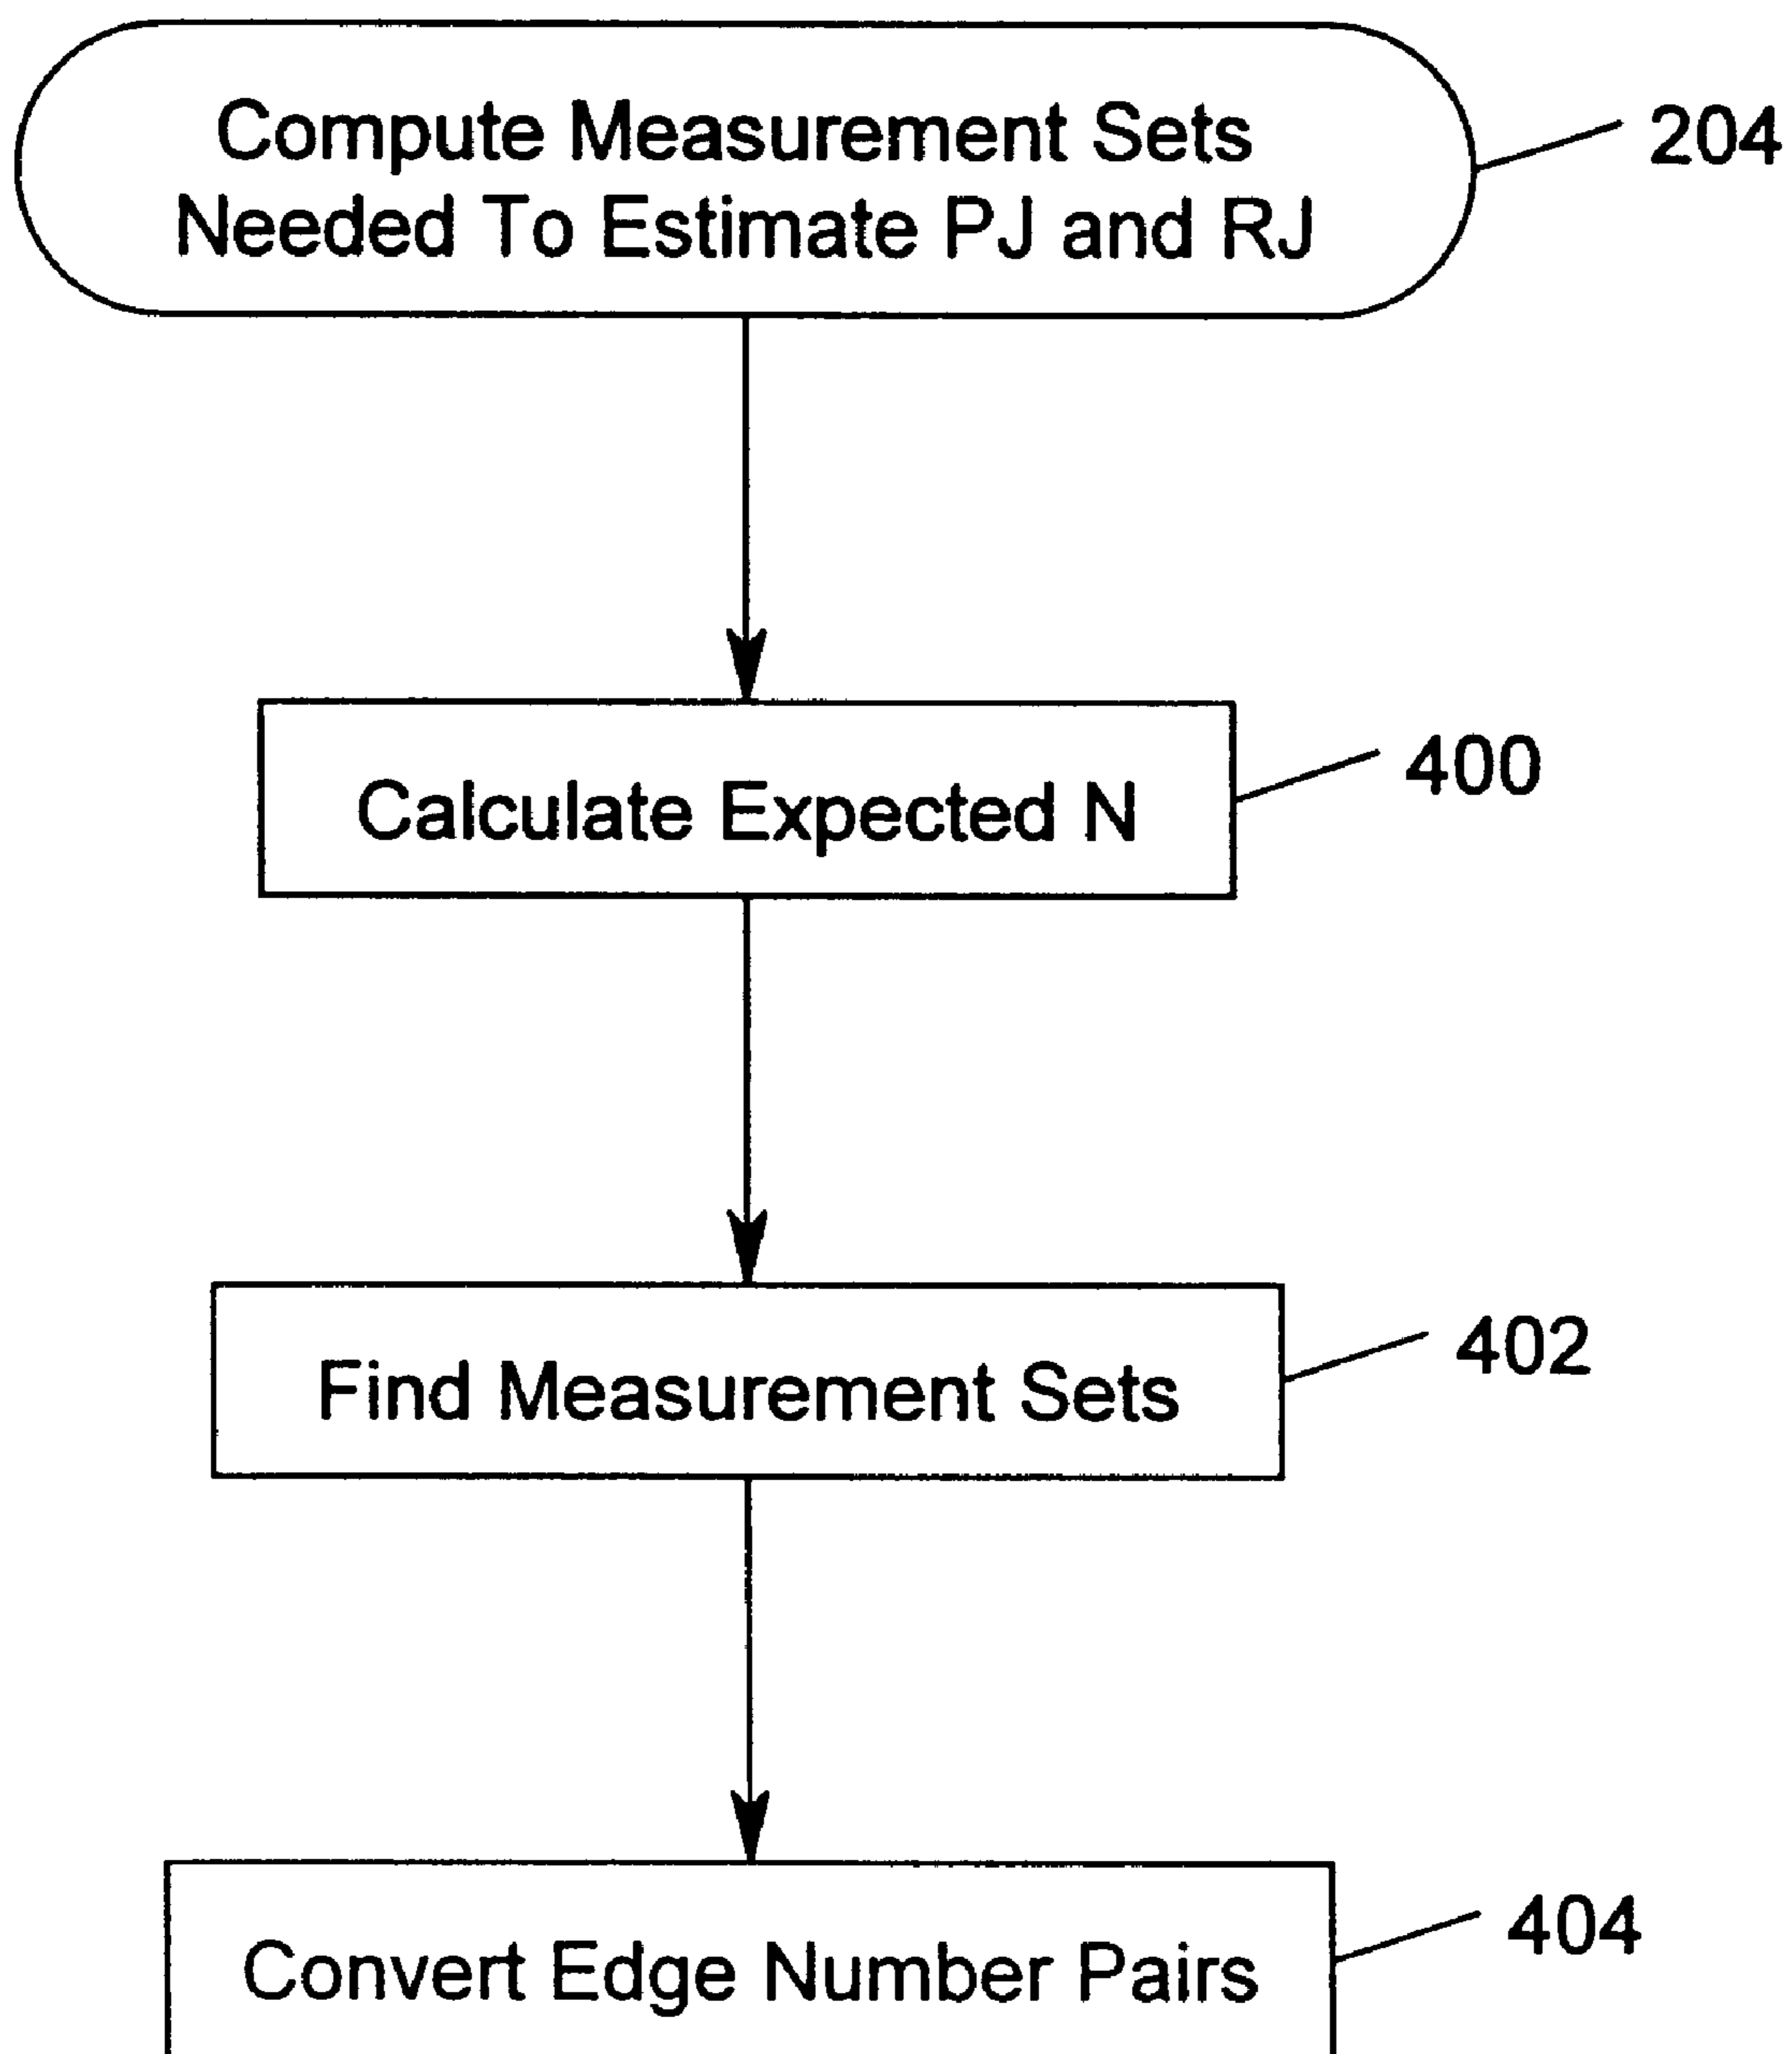 Compute Measurement Sets
Needed To Estimate PJ and RJ
204
Calculate Expected N
400
Find Measurement Sets
402
Convert Edge Number Pairs
404